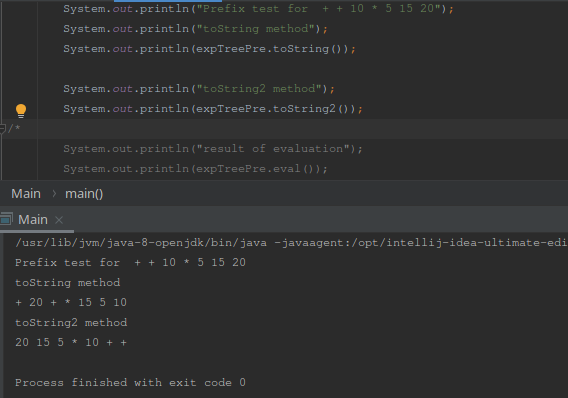 System.out.println("Prefix test for  + + 10 * 5 15 20");
System.out.println("toString method");
System.out.println(expTreePre.toString());
System.out.println("toString2 method");
System.out.println(expTreePre.toString2());
/*
System.out.println("result of evaluation");
System.out.println(expTreePre.eval());
Main > main()
Main ×
/usr/lib/jvm/java-8-openjdk/bin/java -javaagent:/opt/intellij-idea-ultimate-edi
Prefix test for  + + 10 * 5 15 20
toString method
+ 20 + * 15 5 10
toString2 method
20 15 5 * 10 + +
Process finished with exit code 0